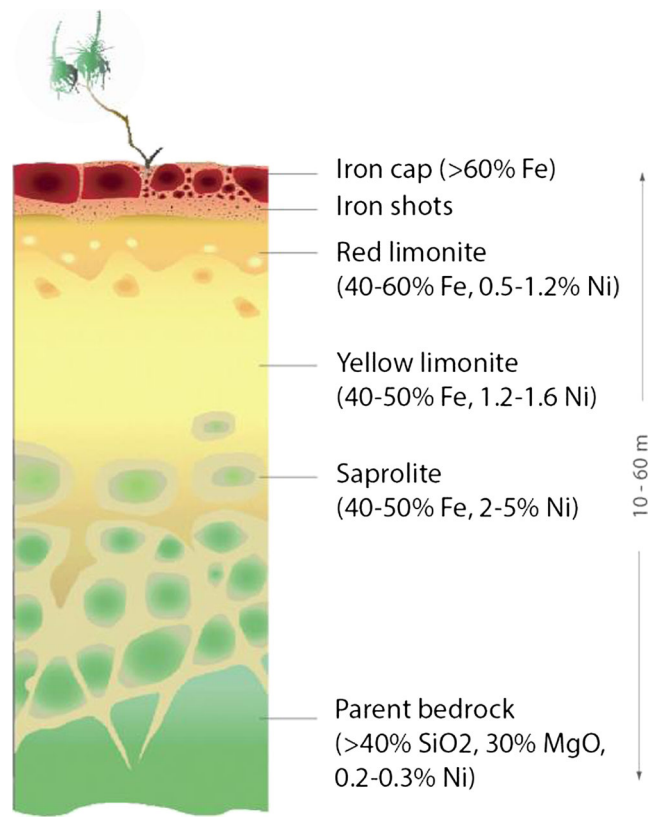 Iron cap (>60% Fe)
Iron shots
Red limonite
(40-60% Fe, 0.5-1.2% Ni)
Yellow limonite
(40-50% Fe, 1.2-1.6 Ni)
Saprolite
(40-50% Fe, 2-5% Ni)
10 - 60 m
Parent bedrock
(>40% SiO2, 30% MgO,
0.2-0.3% Ni)